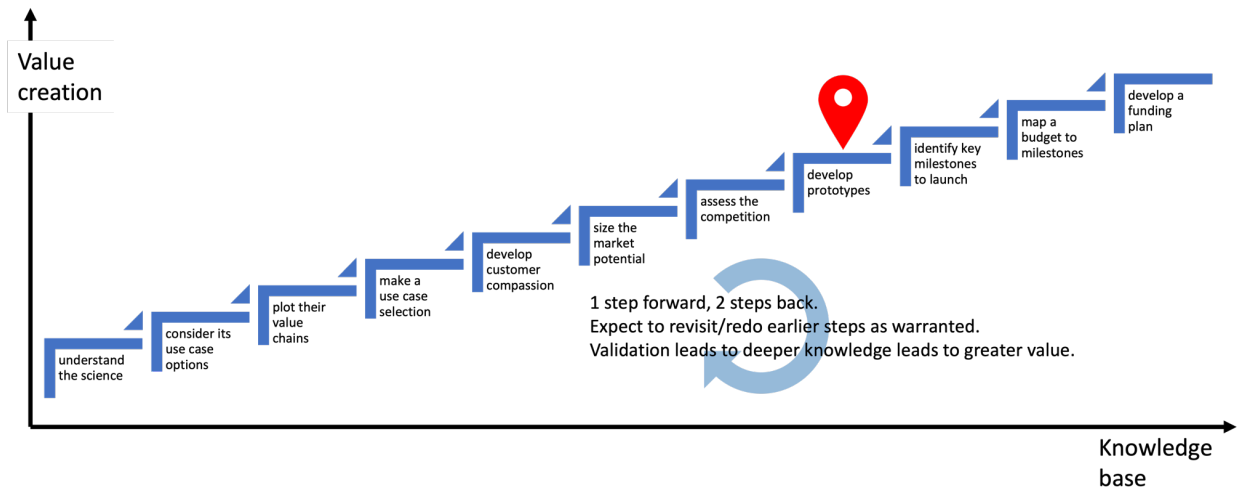 Value
creation
understand
the science
consider its
use case
options
plot their
value
chains
make a
use case
selection
develop
customer
compassion
size the
market
potential
assess the
competition
develop
prototypes
identify key
milestones
to launch
map a
budget to
milestones
develop a
funding
plan
1 step forward, 2 steps back.
Expect to revisit/redo earlier steps as warranted.
Validation leads to deeper knowledge leads to greater value.
Knowledge
base